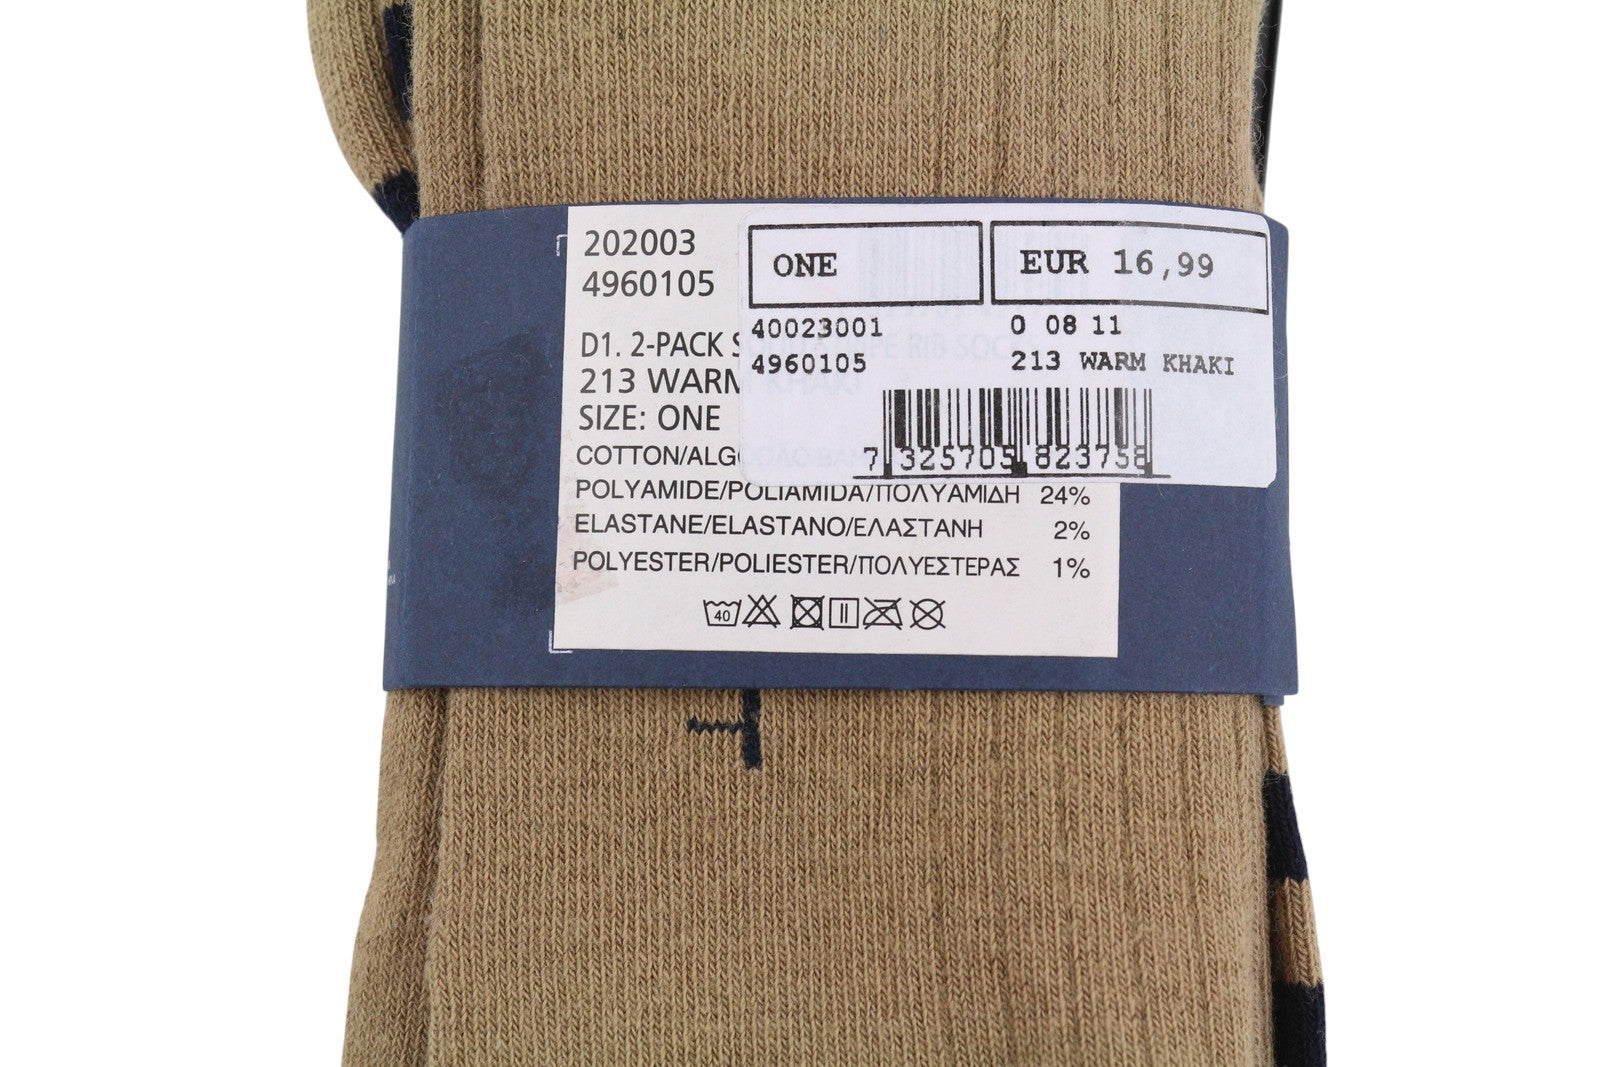 202003
4960105
D1. 2-PACK S
213 WARM
SIZE: ONE
COTTON/ALG
POLYAMIDE/POLIAMIDA/ΠΟΛΥΑΜΙΔΗ 24%
ELASTANE/ELASTANO/ΕΛΑΣΤΑΝΗ 2%
POLYESTER/POLIESTER/ΠΟΛΥΕΣΤΕΡΑΣ 1%
40
ONE
EUR 16,99
40023001 0 08 11
4960105 213 WARM KHAKI
7 325705 823758